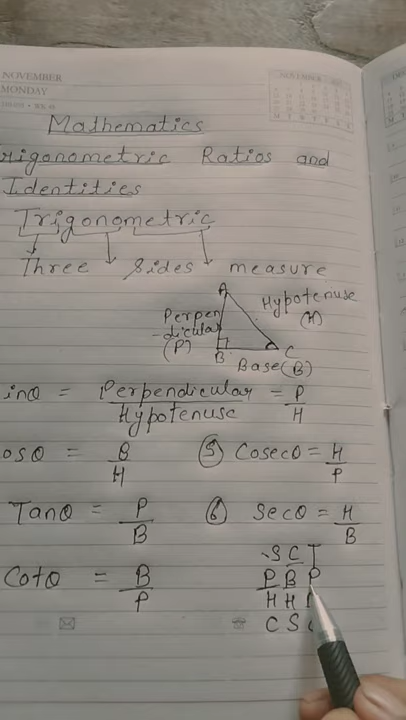 NOVEMBER
MONDAY
NOVEMBER
Mathematics
rigonometric Ratios and
Identities
Trigonometric
Three Sides measure
A
Hypotenuse
(H)
Perpen
-dicular
(P)
B
C
Base(B)
inθ = Perpendicular/Hypotenuse = P/H
osθ = B/H (5) Cosecθ = H/P
Tanθ = P/B (6) Secθ = H/B
Cotθ = B/P
S C T
P B P
H H
C S